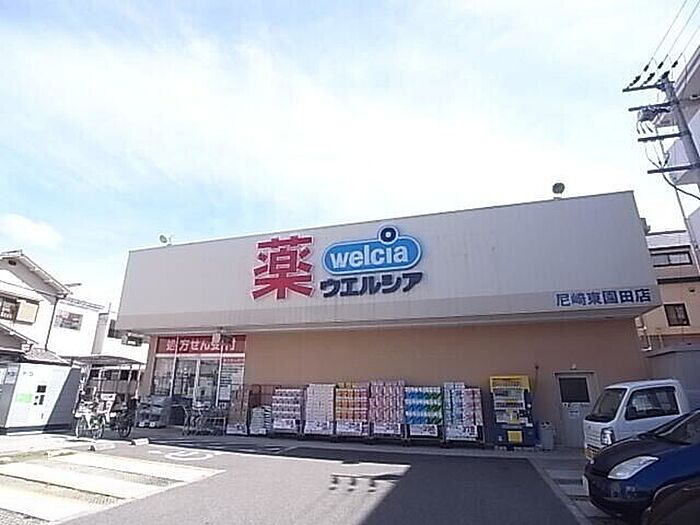 薬
welcia
ウエルシア
尼崎東園田店
処方せん受付